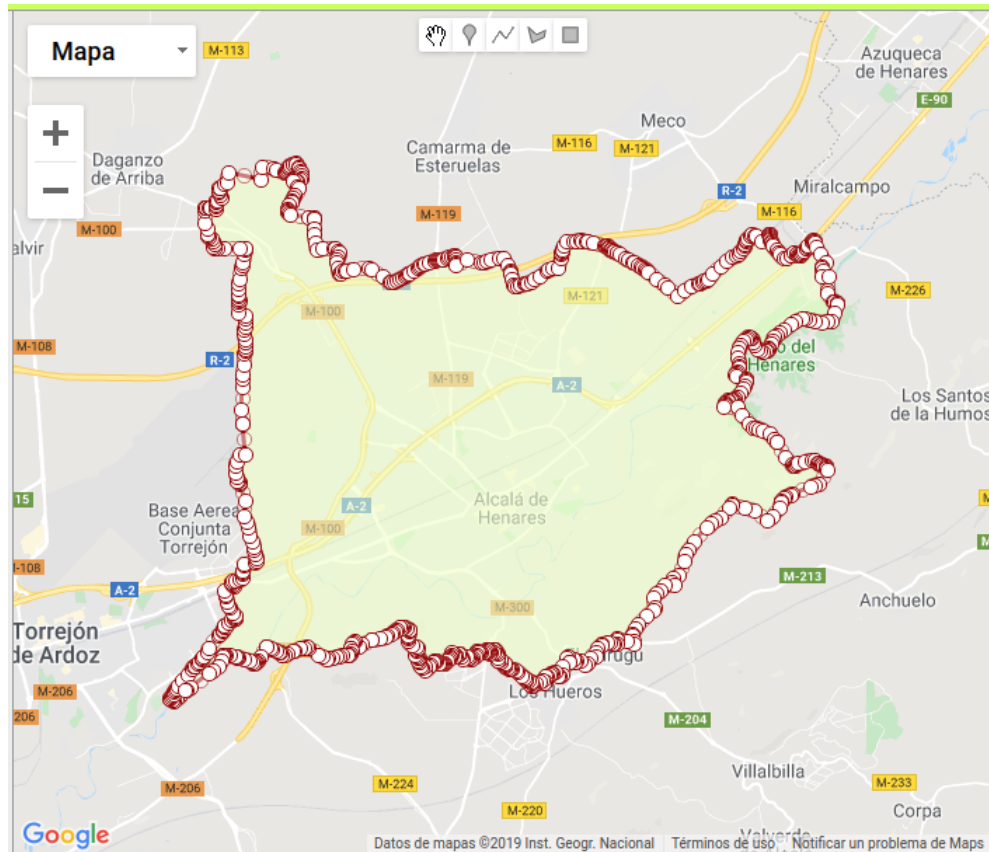 Mapa
M-113
Azuqueca
de Henares
E-90
+
Meco
Camarma de
Esteruelas
M-116
M-121
Daganzo
de Arriba
−
R-2
Miralcampo
M-119
M-116
M-100
alvir
M-226
M-121
M-100
M-108
R-2
del
Henares
M-119
A-2
Los Santos
de la Humos
15
Alcalá de
Henares
A-2
Base Aerea
Conjunta
Torrejón
M-100
M
M
-108
M-213
A-2
Anchuelo
M-300
Torrejón
de Ardoz
rugu
M-206
Los Hueros
206
M-204
Villalbilla
M-206
M-224
M-233
M-220
Corpa
Valverde
Google
Datos de mapas ©2019 Inst. Geogr. Nacional
Términos de uso
Notificar un problema de Maps